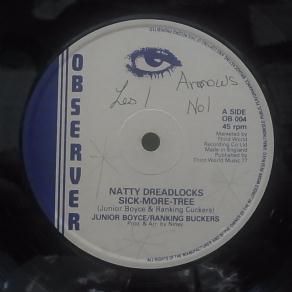 OBSERVER
Les! Arrows
No1
A SIDE
OB 004
45 rpm
Marketed by
Third World
Recording Co Ltd
Made in England
Published by
Third World Music 77
NATTY DREADLOCKS
SICK-MORE-TREE
(Junior Boyce & Ranking Cuckers)
JUNIOR BOYCE/RANKING BUCKERS
Prod. & Arr. by Niney